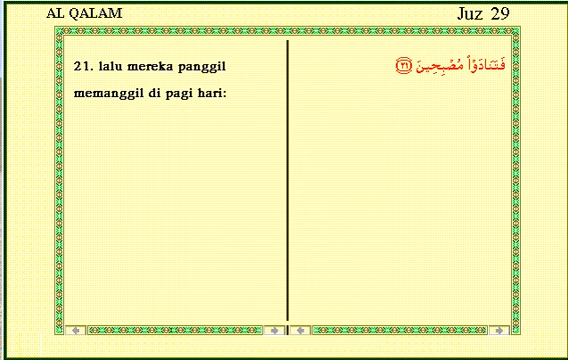 AL QALAM
Juz 29
21. lalu mereka panggil
memanggil di pagi hari:
فَتَنَادَوْا۟ مُصْبِحِينَ ﴿٢١﴾